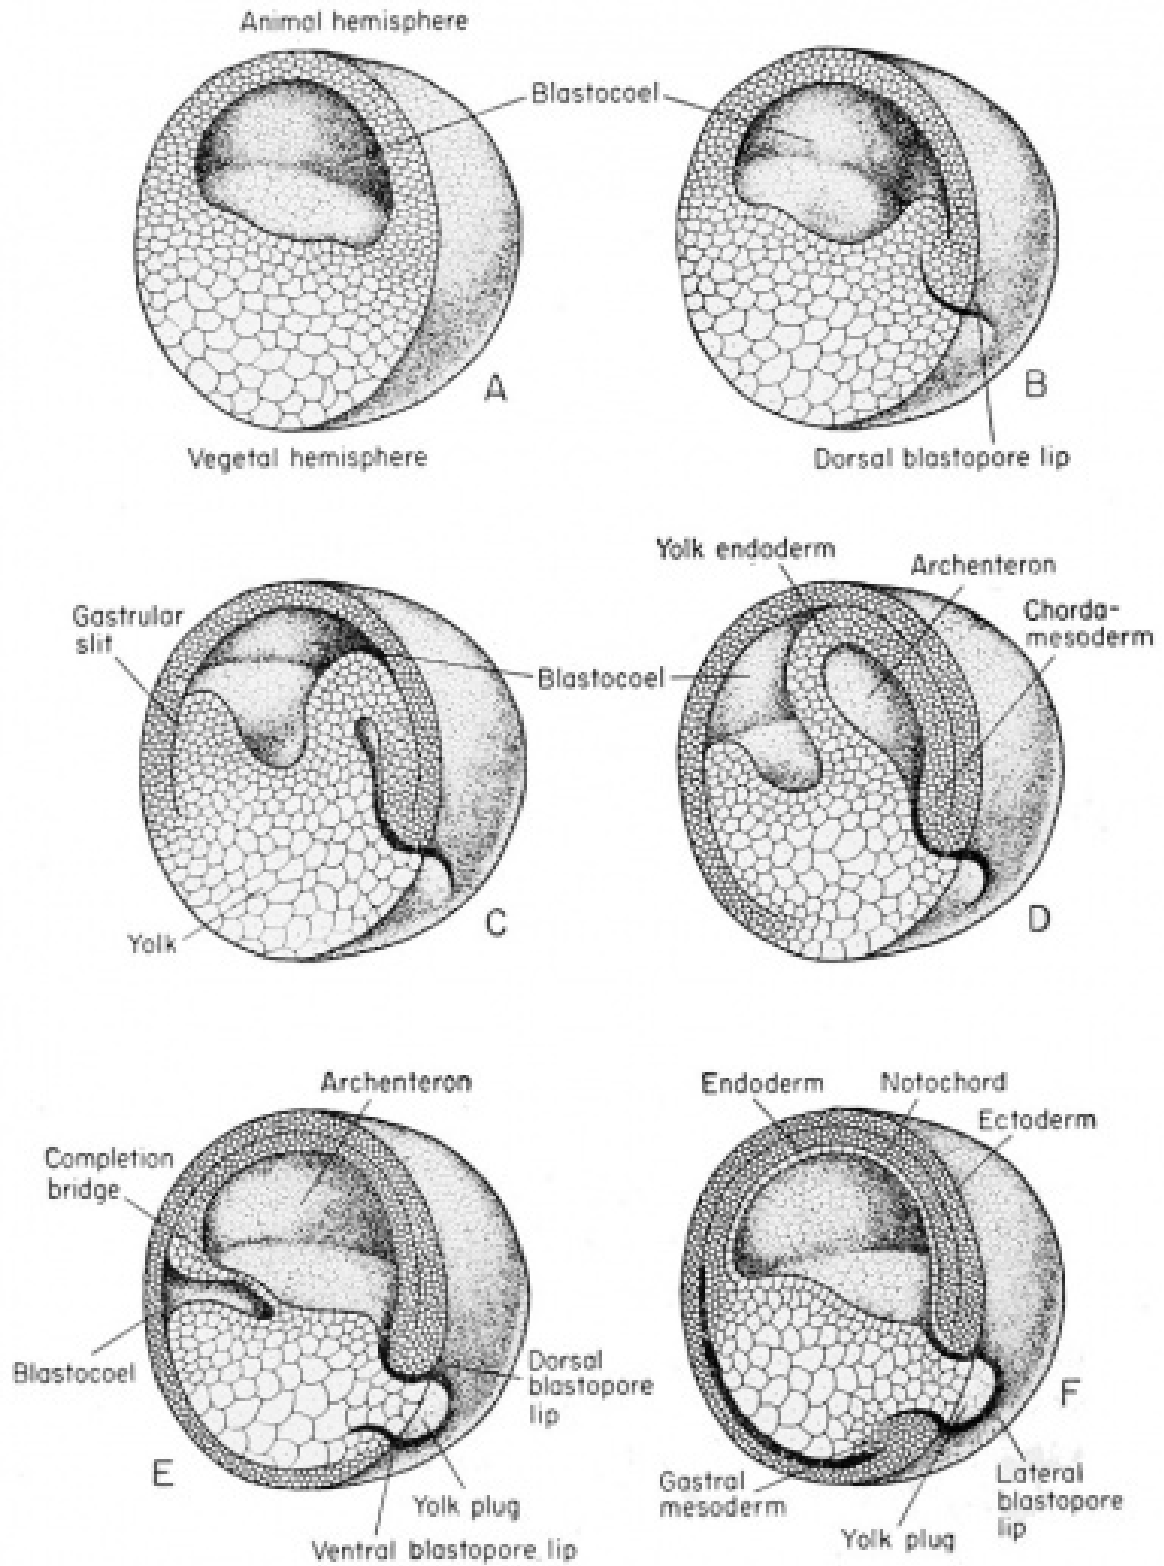 Animal hemisphere
Blastocoel
A
B
Vegetal hemisphere
Dorsal blastopore lip
Yolk endoderm
Archenteron
Gastrular
slit
Chorda-
mesoderm
Blastocoel
Yolk
C
D
Archenteron
Endoderm
Notochord
Ectoderm
Completion
bridge
Blastocoel
Dorsal
blastopore
lip
E
F
Yolk plug
Ventral blastopore lip
Gastral
mesoderm
Yolk plug
Lateral
blastopore
lip